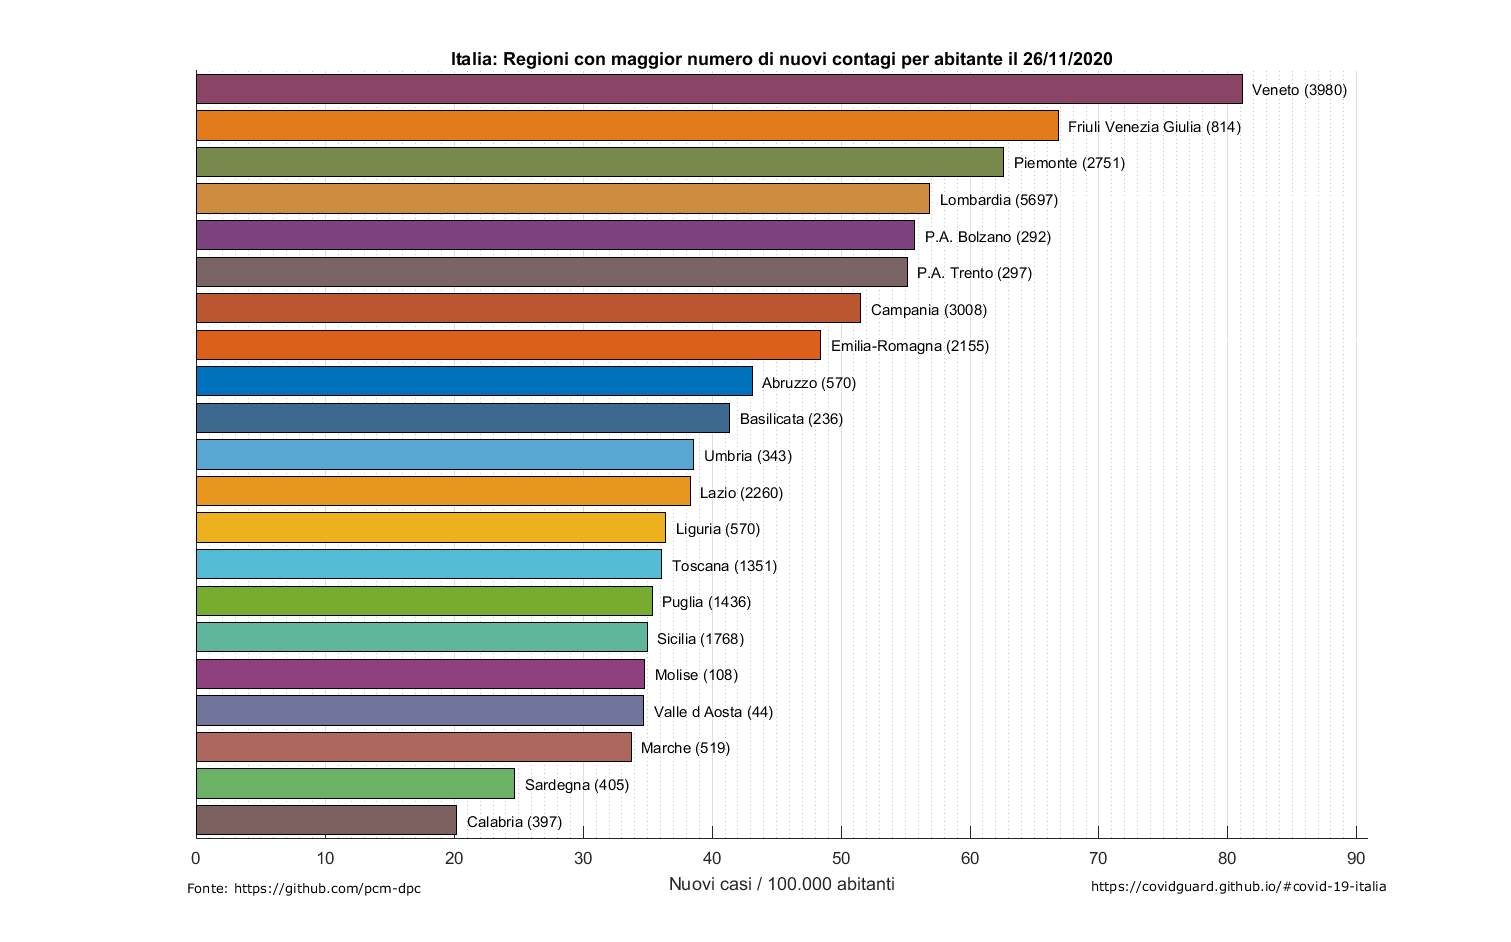 Italia: Regioni con maggior numero di nuovi contagi per abitante il 26/11/2020
Veneto (3980)
Friuli Venezia Giulia (814)
Piemonte (2751)
Lombardia (5697)
P.A. Bolzano (292)
P.A. Trento (297)
Campania (3008)
Emilia-Romagna (2155)
Abruzzo (570)
Basilicata (236)
Umbria (343)
Lazio (2260)
Liguria (570)
Toscana (1351)
Puglia (1436)
Sicilia (1768)
Molise (108)
Valle d Aosta (44)
Marche (519)
Sardegna (405)
Calabria (397)
0 10 20 30 40 50 60 70 80 90
Nuovi casi / 100.000 abitanti
Fonte: https://github.com/pcm-dpc
https://covidguard.github.io/#covid-19-italia